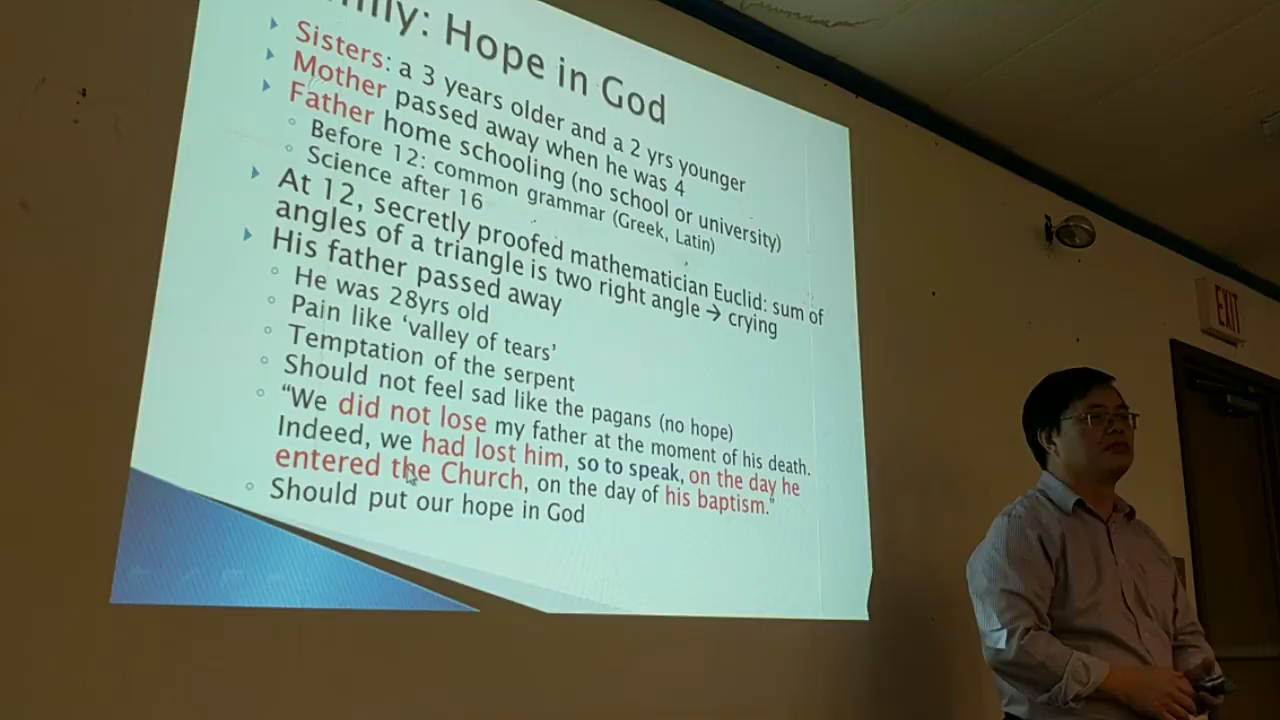 mily: Hope in God
Sisters: a 3 years older and a 2 yrs younger
Mother passed away when he was 4
Father home schooling (no school or university)
Before 12: common grammar (Greek, Latin)
Science after 16
At 12, secretly proofed mathematician Euclid: sum of
angles of a triangle is two right angle → crying
His father passed away
He was 28yrs old
Pain like ‘valley of tears’
Temptation of the serpent
Should not feel sad like the pagans (no hope)
“We did not lose my father at the moment of his death.
Indeed, we had lost him, so to speak, on the day he
entered the Church, on the day of his baptism.”
Should put our hope in God
EXIT